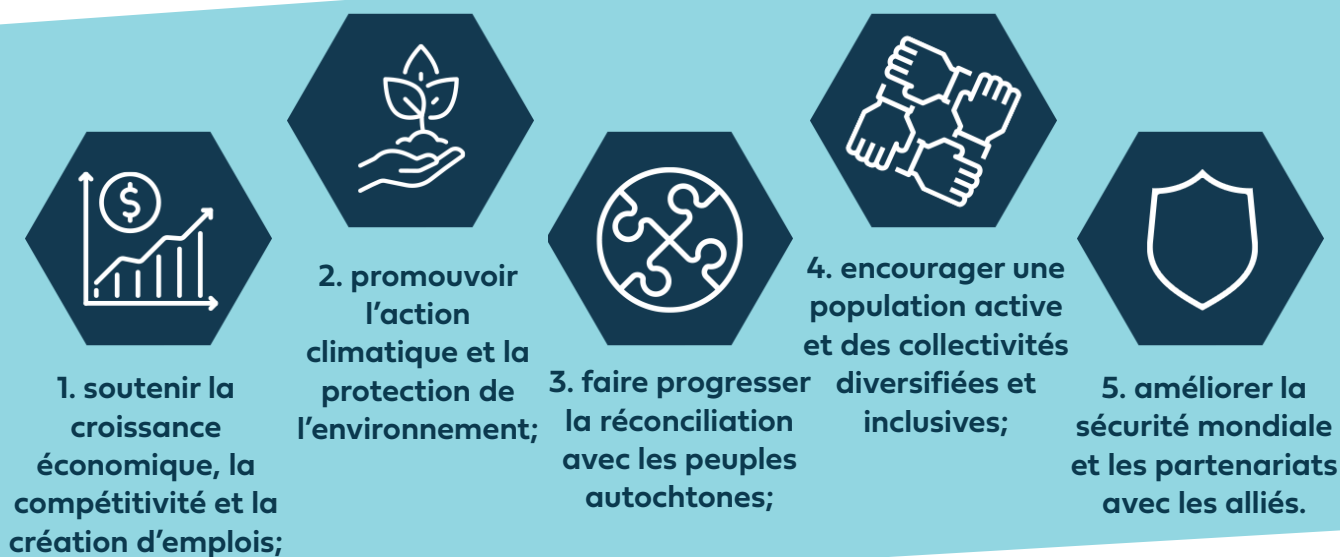 $
1. soutenir la
croissance
économique, la
compétitivité et la
création d’emplois;
2. promouvoir
l’action
climatique et la
protection de
l’environnement;
3. faire progresser
la réconciliation
avec les peuples
autochtones;
4. encourager une
population active
et des collectivités
diversifiées et
inclusives;
5. améliorer la
sécurité mondiale
et les partenariats
avec les alliés.